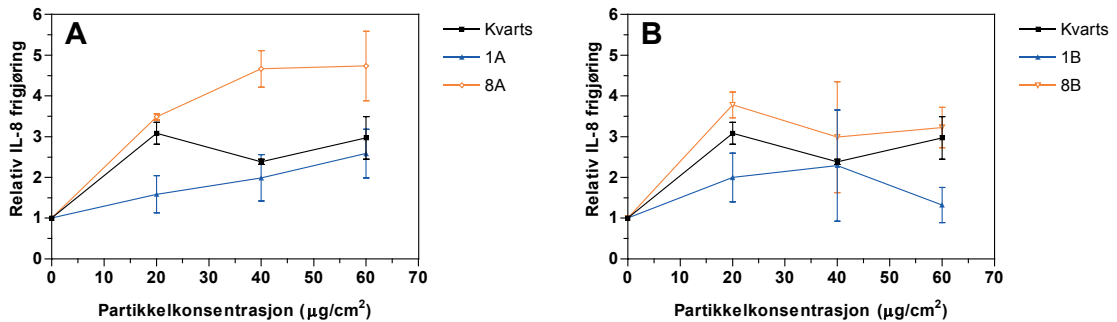 A
Relativ IL-8 frigjøring
6
5
4
3
2
1
0
0 10 20 30 40 50 60 70
Partikkelkonsentrasjon (µg/cm²)
Kvarts
1A
8A
B
Relativ IL-8 frigjøring
6
5
4
3
2
1
0
0 10 20 30 40 50 60 70
Partikkelkonsentrasjon (µg/cm²)
Kvarts
1B
8B